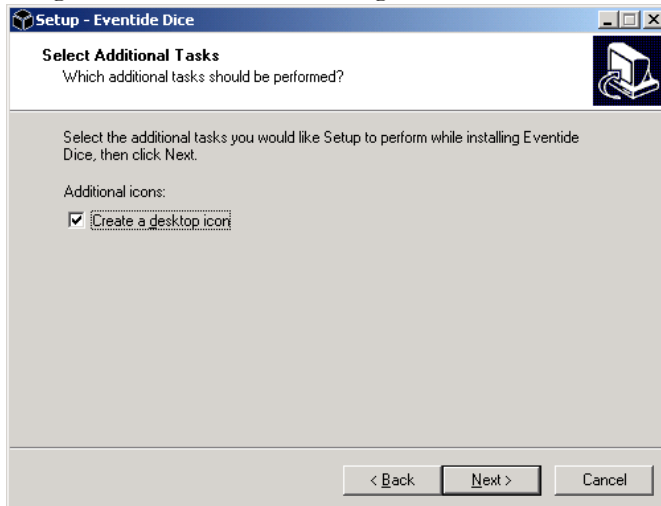 Setup - Eventide Dice
Select Additional Tasks
Which additional tasks should be performed?
Select the additional tasks you would like Setup to perform while installing Eventide
Dice, then click Next.
Additional icons:
Create a desktop icon
< Back Next > Cancel